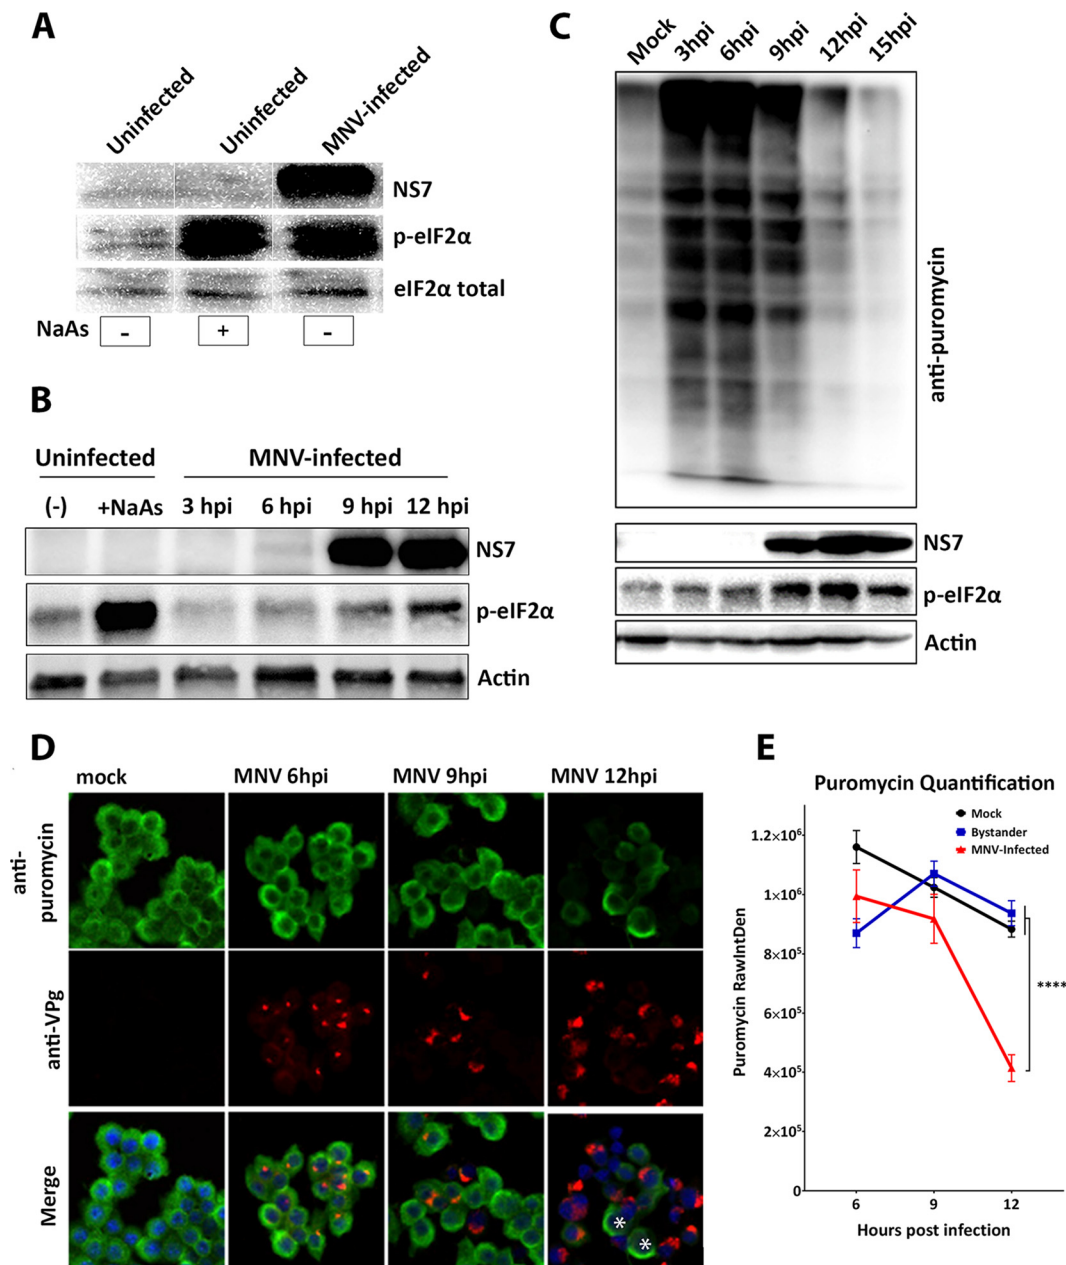 A
Uninfected
Uninfected
MNV-infected
NS7
p-eIF2α
eIF2α total
NaAs - + -
B
Uninfected MNV-infected
(-) +NaAs 3 hpi 6 hpi 9 hpi 12 hpi
NS7
p-eIF2α
Actin
C
Mock 3hpi 6hpi 9hpi 12hpi 15hpi
anti-puromycin
NS7
p-eIF2α
Actin
D
mock MNV 6hpi MNV 9hpi MNV 12hpi
anti-
puromycin
anti-VPg
Merge
* 
*
E
Puromycin Quantification
Mock
Bystander
MNV-Infected
Puromycin RawIntDen
1.2×10⁶
1×10⁶
8×10⁵
6×10⁵
4×10⁵
2×10⁵
0
****
6 9 12
Hours post infection